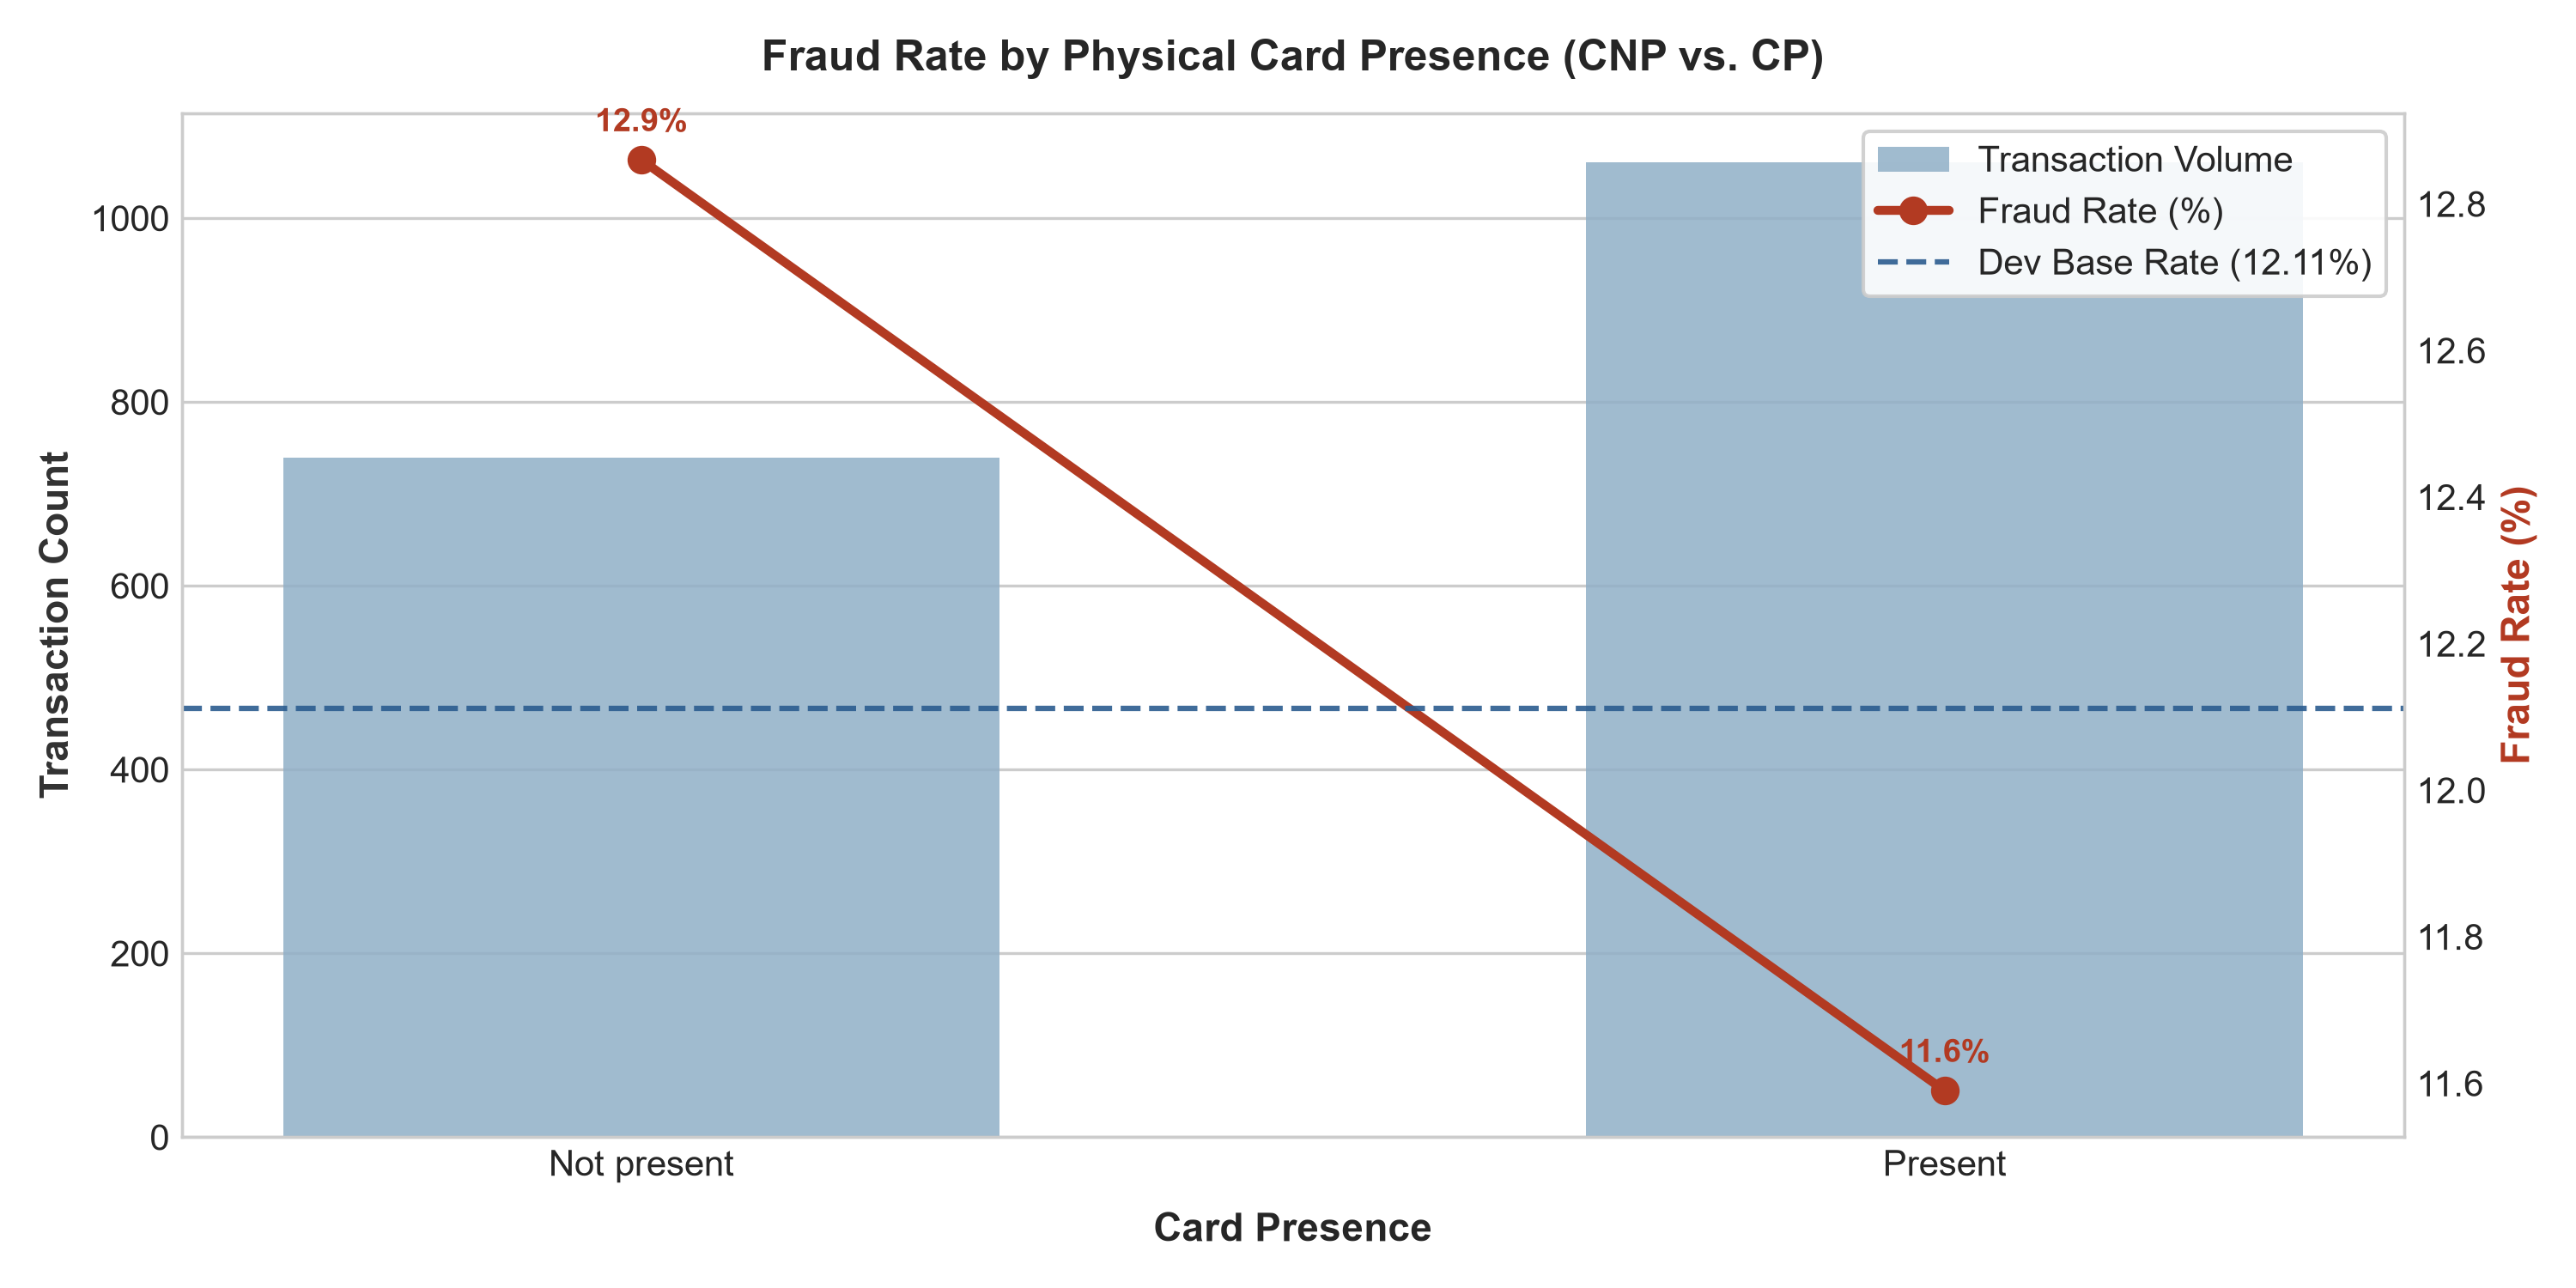 Fraud Rate by Physical Card Presence (CNP vs. CP)
12.9%
Transaction Volume
Fraud Rate (%)
Dev Base Rate (12.11%)
1000
800
600
400
200
0
Transaction Count
12.8
12.6
12.4
12.2
12.0
11.8
11.6
Fraud Rate (%)
11.6%
Not present
Present
Card Presence